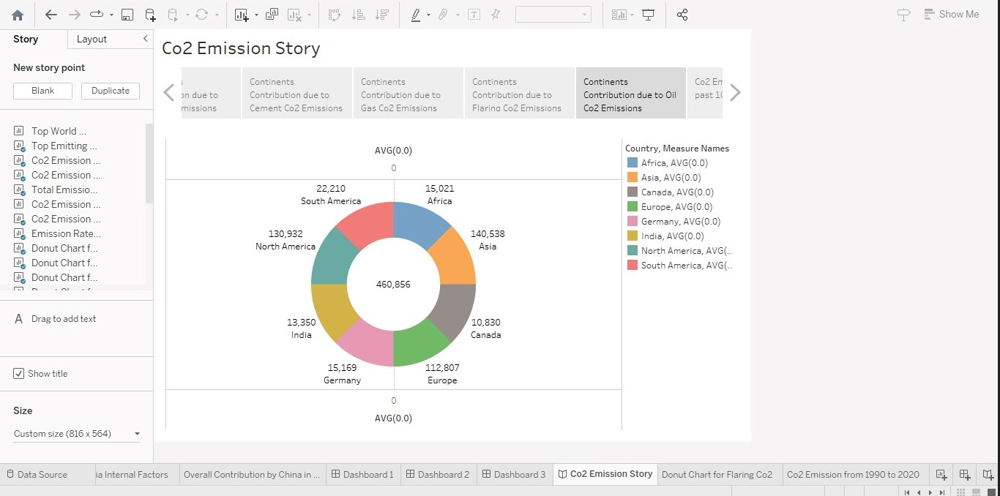 Show Me
Story
Layout
New story point
Blank
Duplicate
Top World ...
Top Emitting ...
Co2 Emission ...
Co2 Emission ...
Total Emissio...
Co2 Emission ...
Co2 Emission ...
Emission Rate...
Donut Chart f...
Donut Chart f...
Donut Chart f...
A Drag to add text
Show title
Size
Custom size (816 x 564)
Co2 Emission Story
on due to
missions
Continents
Contribution due to
Cement Co2 Emissions
Continents
Contribution due to
Gas Co2 Emissions
Continents
Contribution due to
Flaring Co2 Emissions
Continents
Contribution due to Oil
Co2 Emissions
Co2 Em
past 10
AVG(0.0)
0
22,210
South America
15,021
Africa
130,932
North America
140,538
Asia
460,856
13,350
India
10,830
Canada
15,169
Germany
112,807
Europe
0
AVG(0.0)
Country, Measure Names
Africa, AVG(0.0)
Asia, AVG(0.0)
Canada, AVG(0.0)
Europe, AVG(0.0)
Germany, AVG(0.0)
India, AVG(0.0)
North America, AVG(..
South America, AVG(..
Data Source
ia Internal Factors
Overall Contribution by China in ...
Dashboard 1
Dashboard 2
Dashboard 3
Co2 Emission Story
Donut Chart for Flaring Co2
Co2 Emission from 1990 to 2020